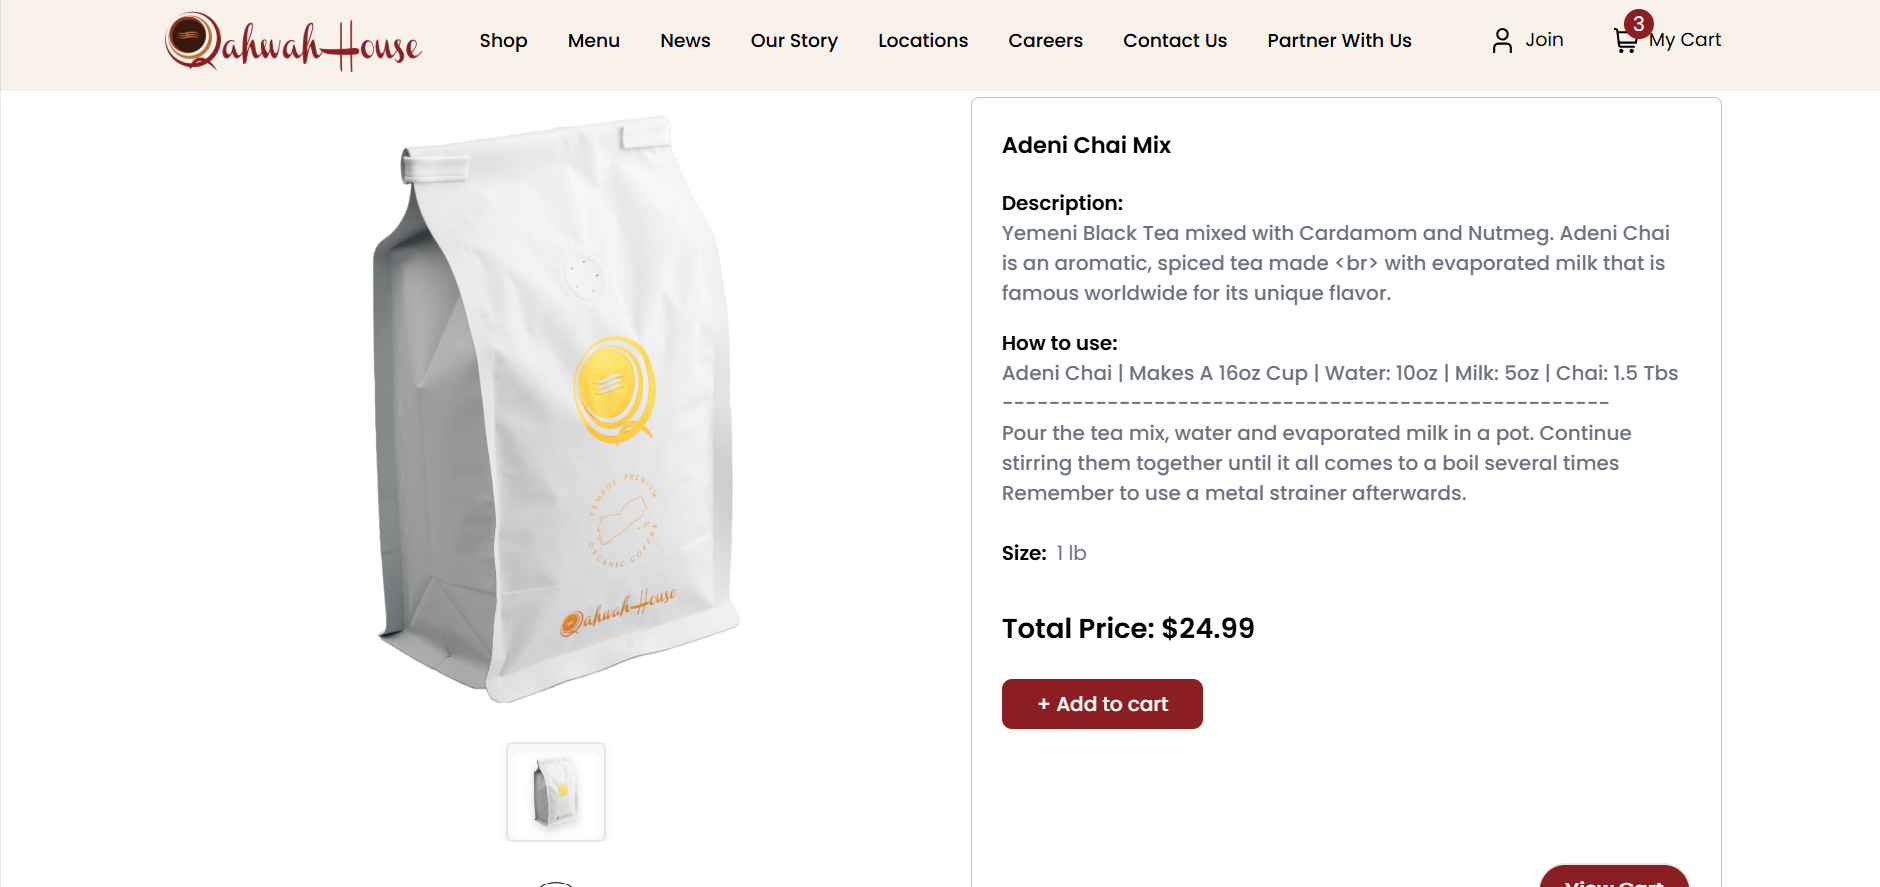 Qahwah House
Shop
Menu
News
Our Story
Locations
Careers
Contact Us
Partner With Us
Join
3
My Cart
YEMENI PREMIUM
ORGANIC COFFEE
Qahwah House
Adeni Chai Mix
Description:
Yemeni Black Tea mixed with Cardamom and Nutmeg. Adeni Chai
is an aromatic, spiced tea made <br> with evaporated milk that is
famous worldwide for its unique flavor.
How to use:
Adeni Chai | Makes A 16oz Cup | Water: 10oz | Milk: 5oz | Chai: 1.5 Tbs
----------------------------------------------------
Pour the tea mix, water and evaporated milk in a pot. Continue
stirring them together until it all comes to a boil several times
Remember to use a metal strainer afterwards.
Size: 1 lb
Total Price: $24.99
+ Add to cart
View Cart